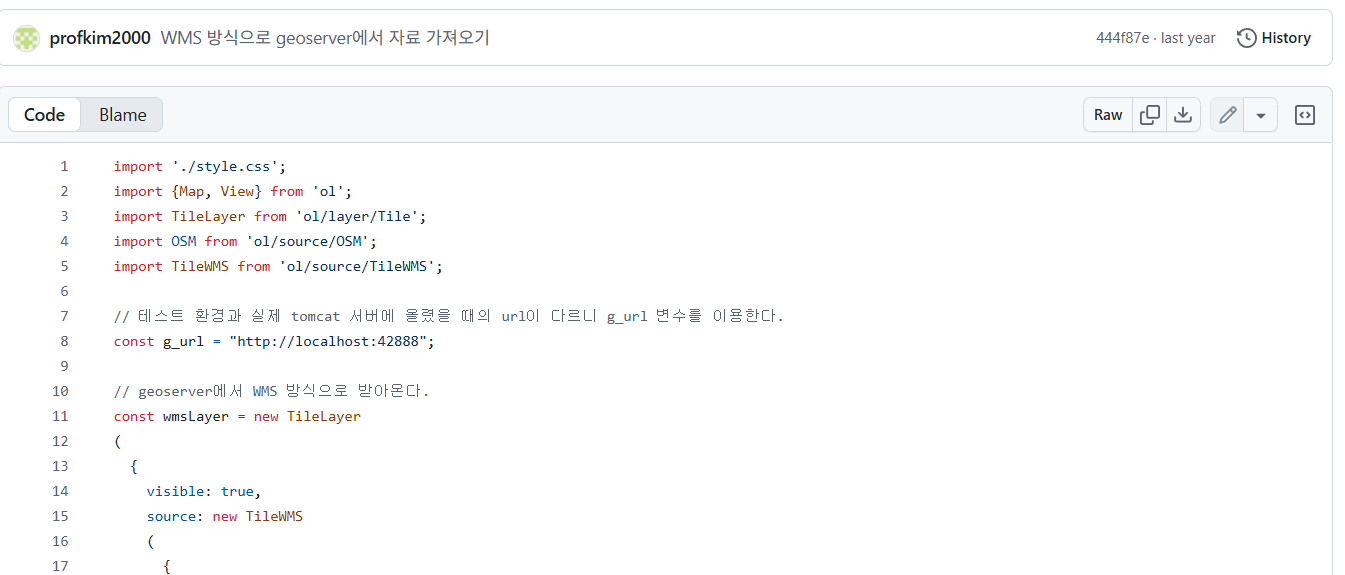 profkim2000 WMS 방식으로 geoserver에서 자료 가져오기 444f87e · last year History
Code Blame Raw
1 import './style.css';
2 import {Map, View} from 'ol';
3 import TileLayer from 'ol/layer/Tile';
4 import OSM from 'ol/source/OSM';
5 import TileWMS from 'ol/source/TileWMS';
6
7 // 테스트 환경과 실제 tomcat 서버에 올렸을 때의 url이 다르니 g_url 변수를 이용한다.
8 const g_url = "http://localhost:42888";
9
10 // geoserver에서 WMS 방식으로 받아온다.
11 const wmsLayer = new TileLayer
12 (
13   {
14     visible: true,
15     source: new TileWMS
16     (
17       {